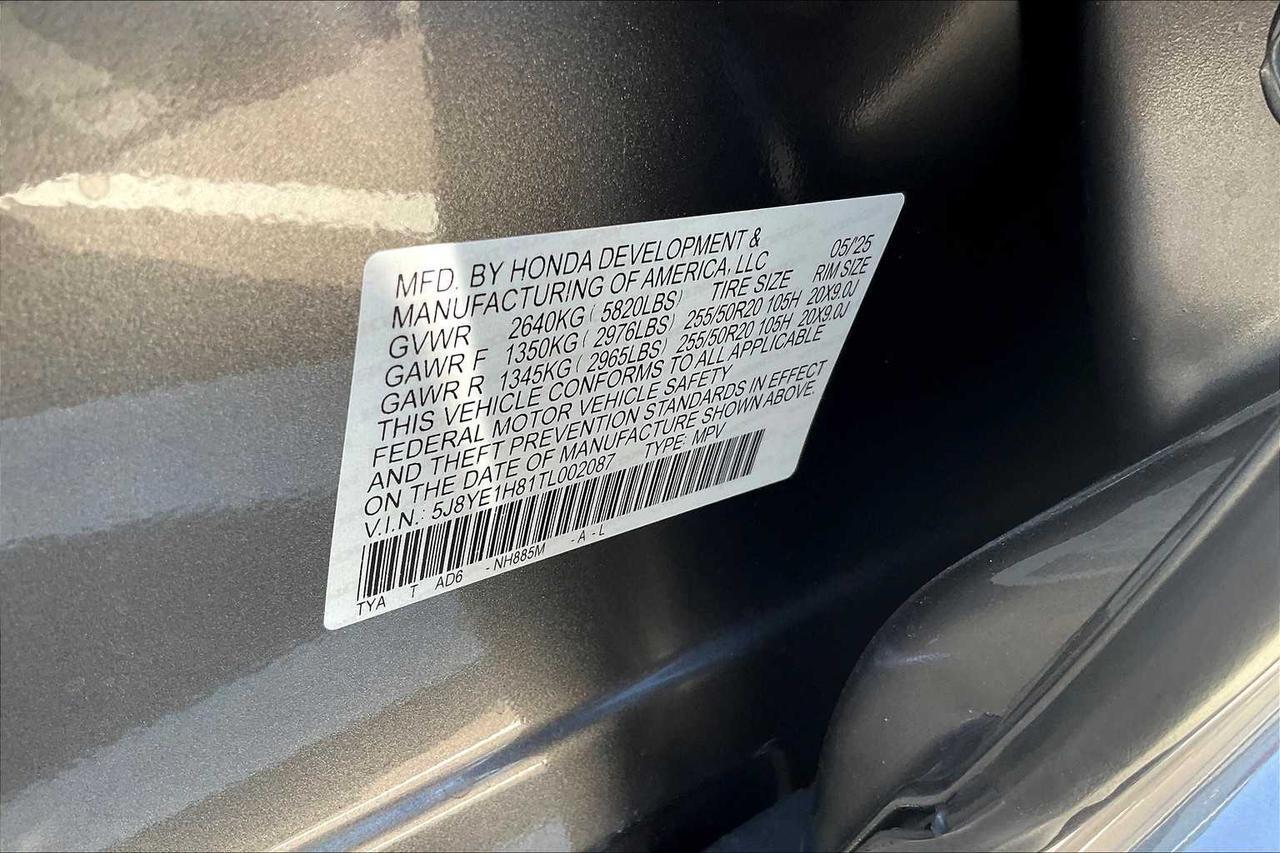 MFD. BY HONDA DEVELOPMENT & 05/'25
MANUFACTURING OF AMERICA, LLC
GVWR 2640KG ( 5820LBS) TIRE SIZE RIM SIZE
GAWR F 1350KG ( 2976LBS) 255/50R20 105H 20X9.0J
GAWR R 1345KG ( 2965LBS) 255/50R20 105H 20X9.0J
THIS VEHICLE CONFORMS TO ALL APPLICABLE
FEDERAL MOTOR VEHICLE SAFETY
AND THEFT PREVENTION STANDARDS IN EFFECT
ON THE DATE OF MANUFACTURE SHOWN ABOVE.
V.I.N.: 5J8YE1H81TL002087 TYPE: MPV
TYA T AD6 - NH885M - A - L